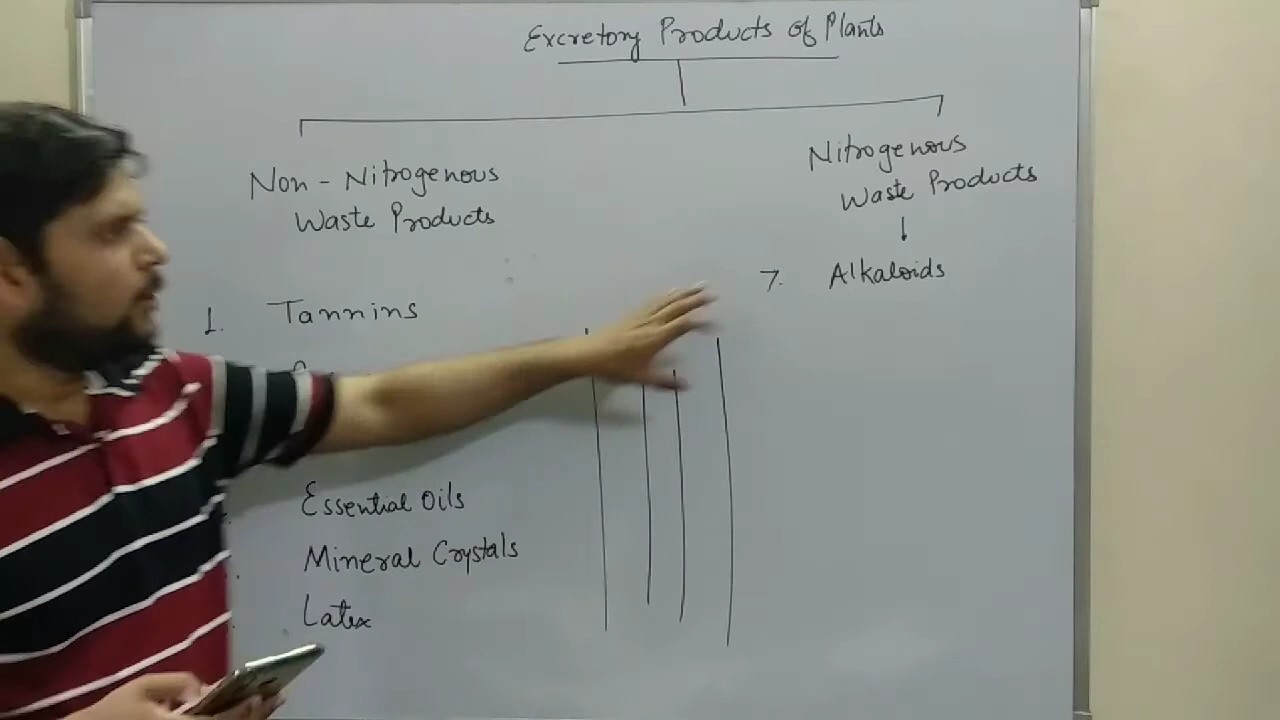 Excretory Products of Plants
Non - Nitrogenous
Waste Products
1. Tannins
Essential Oils
Mineral Crystals
Latex
Nitrogenous
Waste Products
7. Alkaloids